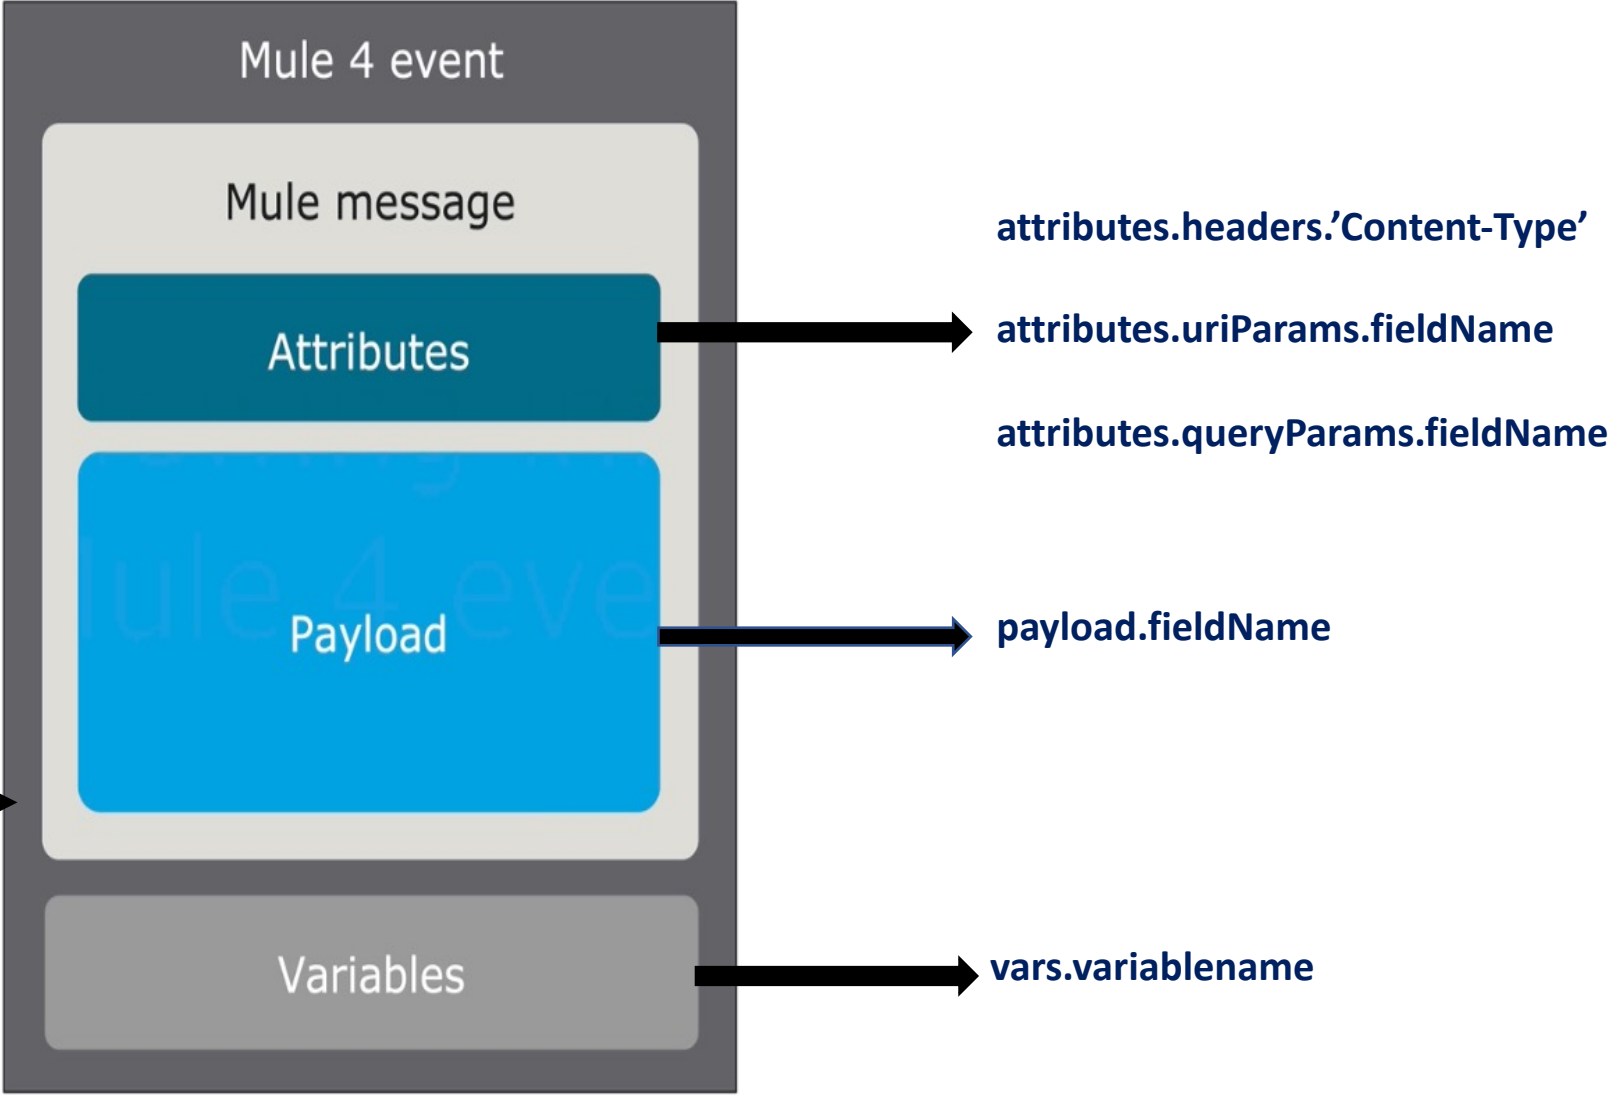 Mule 4 event
Mule message
Attributes
attributes.headers.’Content-Type’
attributes.uriParams.fieldName
attributes.queryParams.fieldName
Payload
payload.fieldName
Variables
vars.variablename